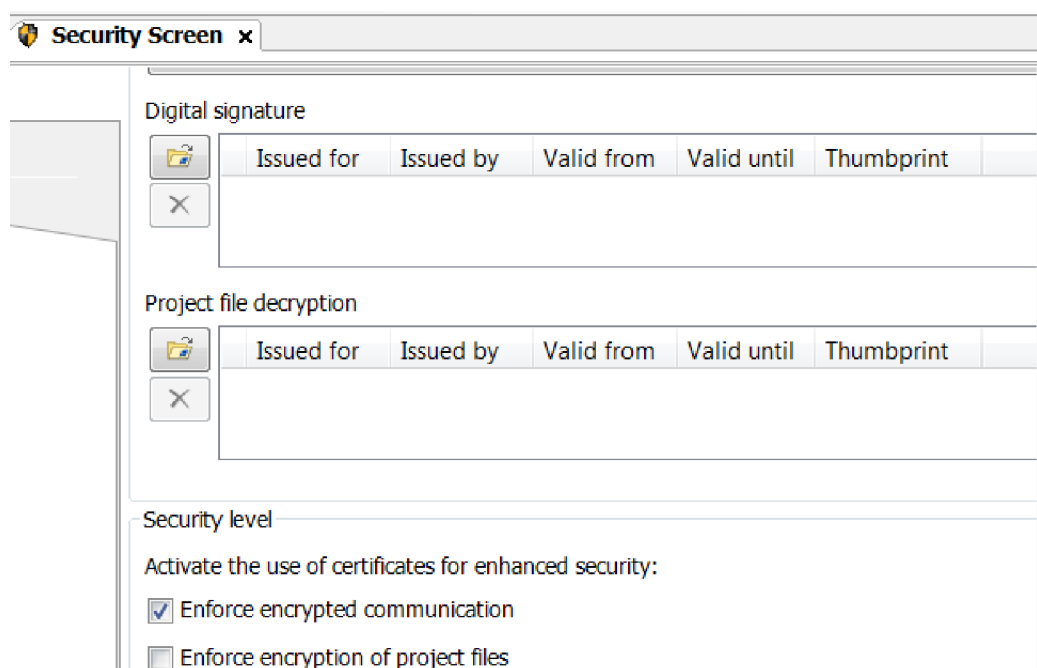 Security Screen
Digital signature
Issued for Issued by Valid from Valid until Thumbprint
Project file decryption
Issued for Issued by Valid from Valid until Thumbprint
Security level
Activate the use of certificates for enhanced security:
Enforce encrypted communication
Enforce encryption of project files